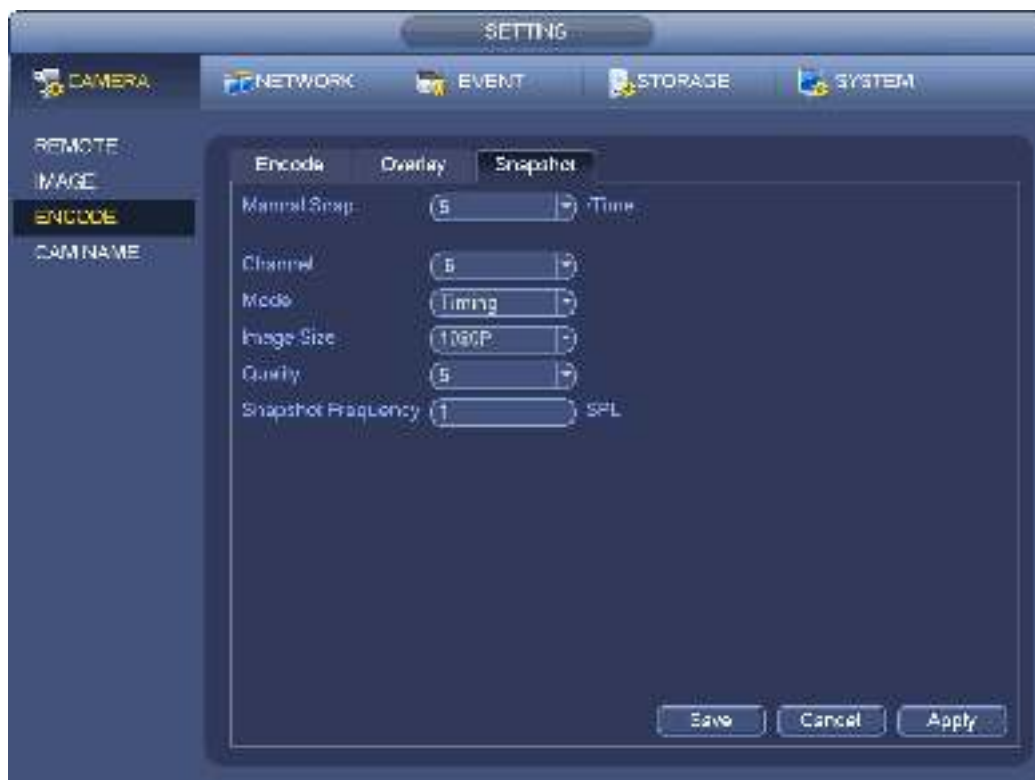 SETTING
CAMERA NETWORK EVENT STORAGE SYSTEM
REMOTE
IMAGE
ENCODE
CAM NAME
Encode Overlay Snapshot
Manual Snap 5 /Time
Channel 6
Mode Timing
Image Size 1080P
Quality 5
Snapshot Frequency 1 SPL
Save Cancel Apply